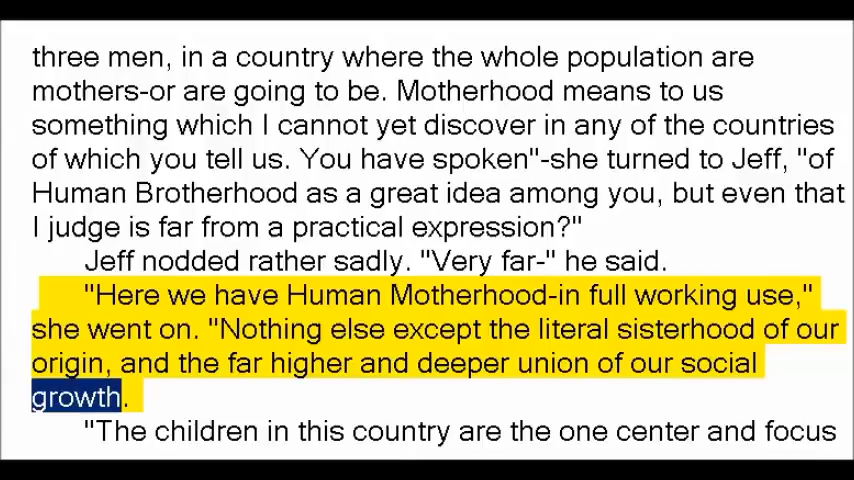 three men, in a country where the whole population are
mothers-or are going to be. Motherhood means to us
something which I cannot yet discover in any of the countries
of which you tell us. You have spoken"-she turned to Jeff, "of
Human Brotherhood as a great idea among you, but even that
I judge is far from a practical expression?"
Jeff nodded rather sadly. "Very far-" he said.
"Here we have Human Motherhood-in full working use,"
she went on. "Nothing else except the literal sisterhood of our
origin, and the far higher and deeper union of our social
growth.
"The children in this country are the one center and focus